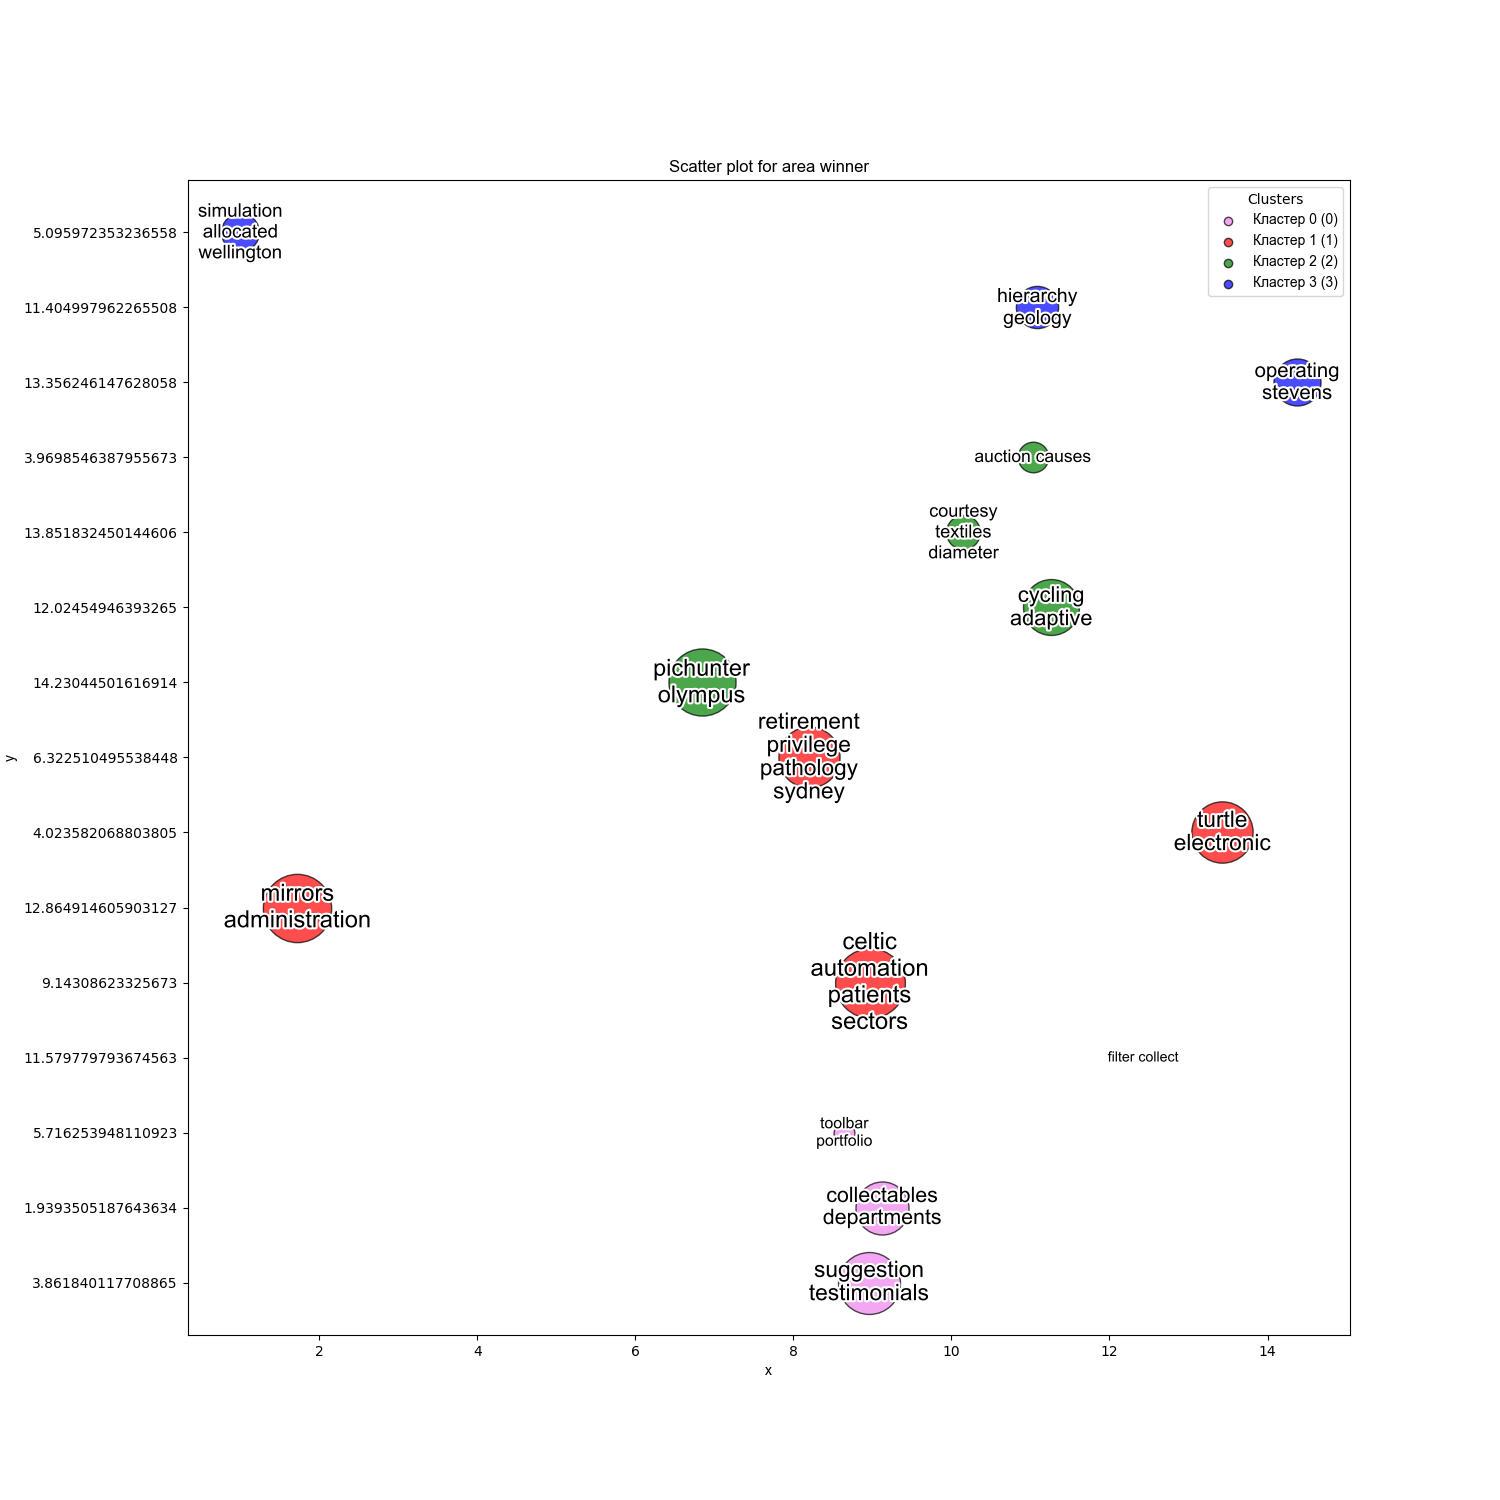 Scatter plot for area winner
Clusters
Кластер 0 (0)
Кластер 1 (1)
Кластер 2 (2)
Кластер 3 (3)
5.095972353236558
11.404997962265508
13.356246147628058
3.9698546387955673
13.851832450144606
12.02454946393265
14.23044501616914
6.322510495538448
4.023582068803805
12.864914605903127
9.14308623325673
11.579779793674563
5.716253948110923
1.9393505187643634
3.861840117708865
y
simulation
allocated
wellington
hierarchy
geology
operating
stevens
auction causes
courtesy
textiles
diameter
cycling
adaptive
pichunter
olympus
retirement
privilege
pathology
sydney
turtle
electronic
mirrors
administration
celtic
automation
patients
sectors
filter collect
toolbar
portfolio
collectables
departments
suggestion
testimonials
2 4 6 8 10 12 14
x